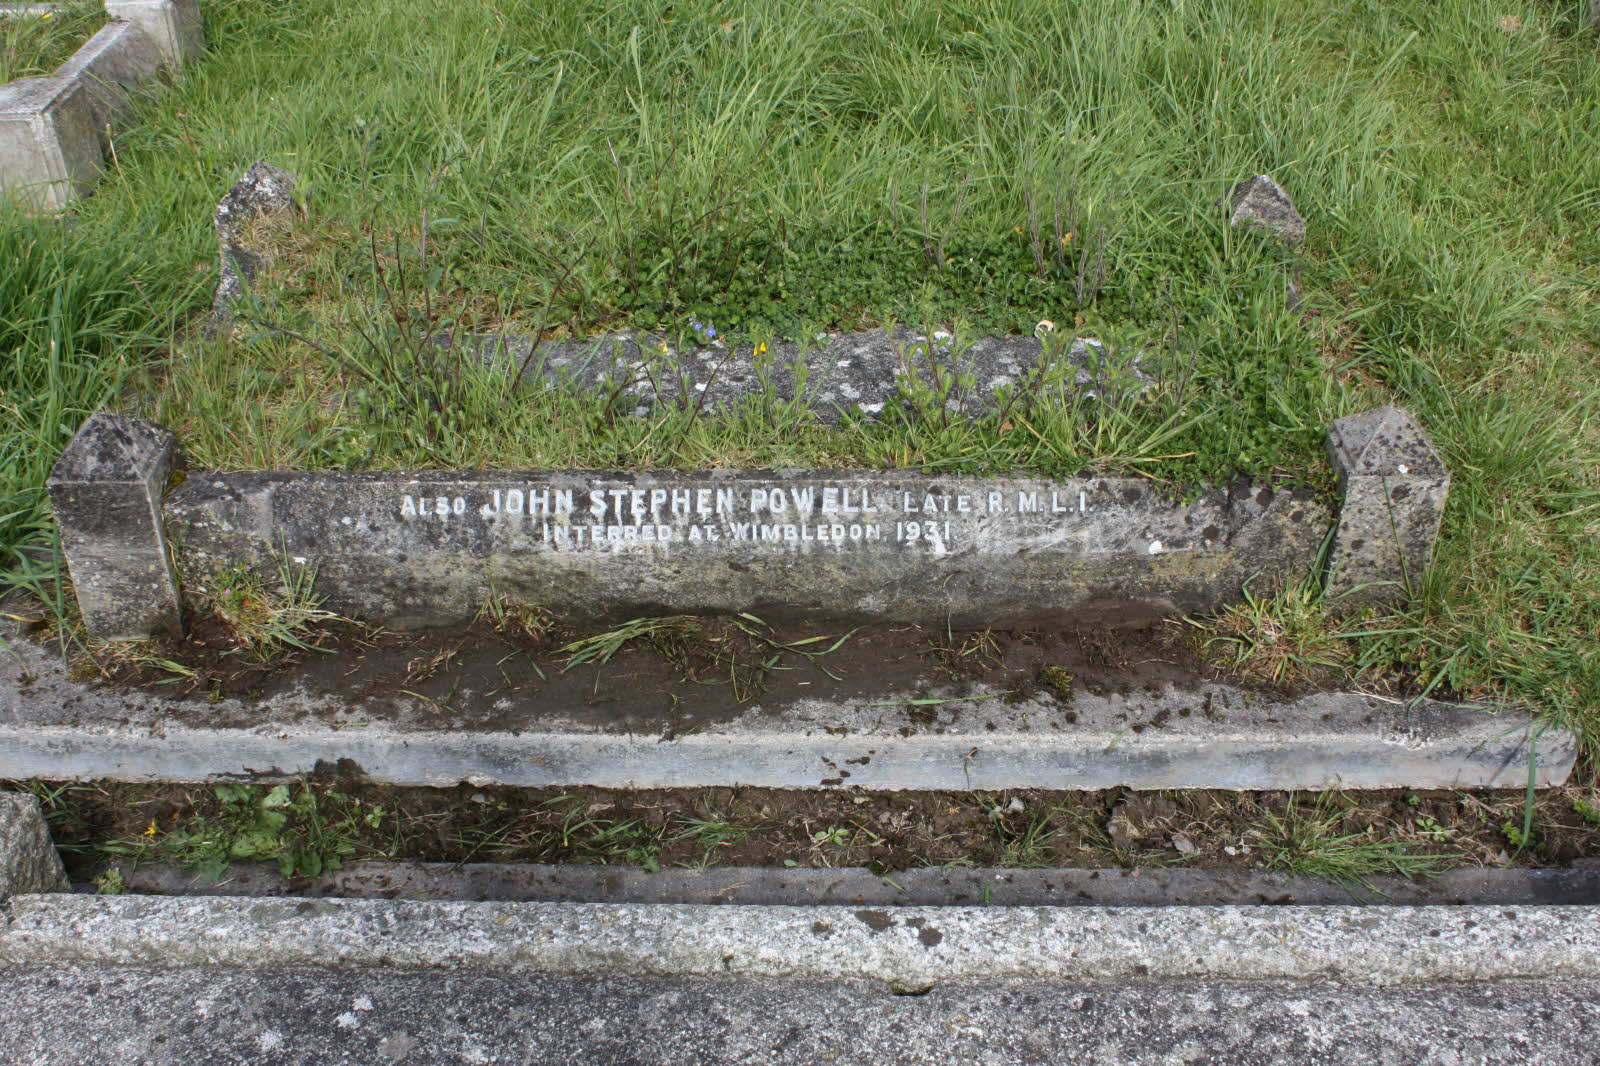 ALSO JOHN STEPHEN POWELL, LATE R.M.L.I.
INTERRED AT WIMBLEDON, 1931